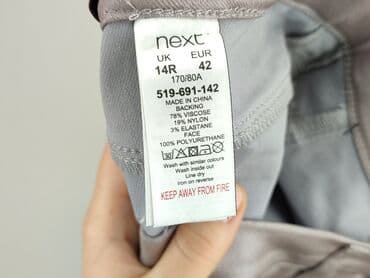 next
UK EUR
14R 42
170/80A
519-691-142
MADE IN CHINA
BACKING
78% VISCOSE
19% NYLON
3% ELASTANE
FACE
100% POLYURETHANE
Wash with similar colours
Wash inside out
Line dry
Iron on reverse
KEEP AWAY FROM FIRE